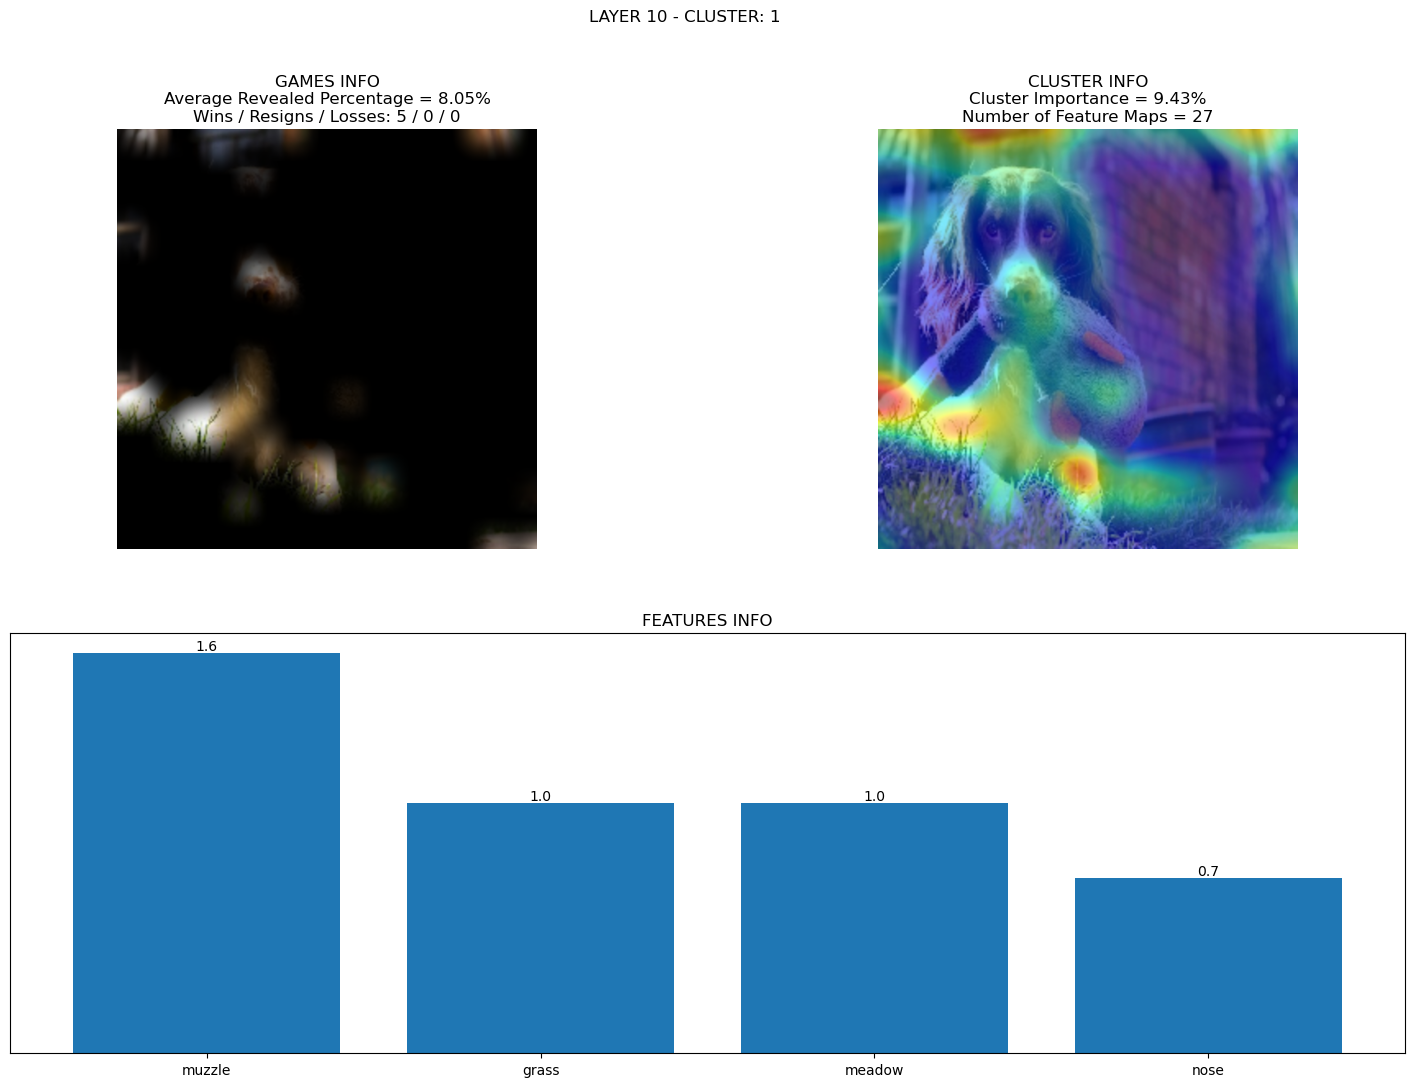 LAYER 10 - CLUSTER: 1
GAMES INFO
Average Revealed Percentage = 8.05%
Wins / Resigns / Losses: 5 / 0 / 0
CLUSTER INFO
Cluster Importance = 9.43%
Number of Feature Maps = 27
FEATURES INFO
1.6
1.0
1.0
0.7
muzzle
grass
meadow
nose